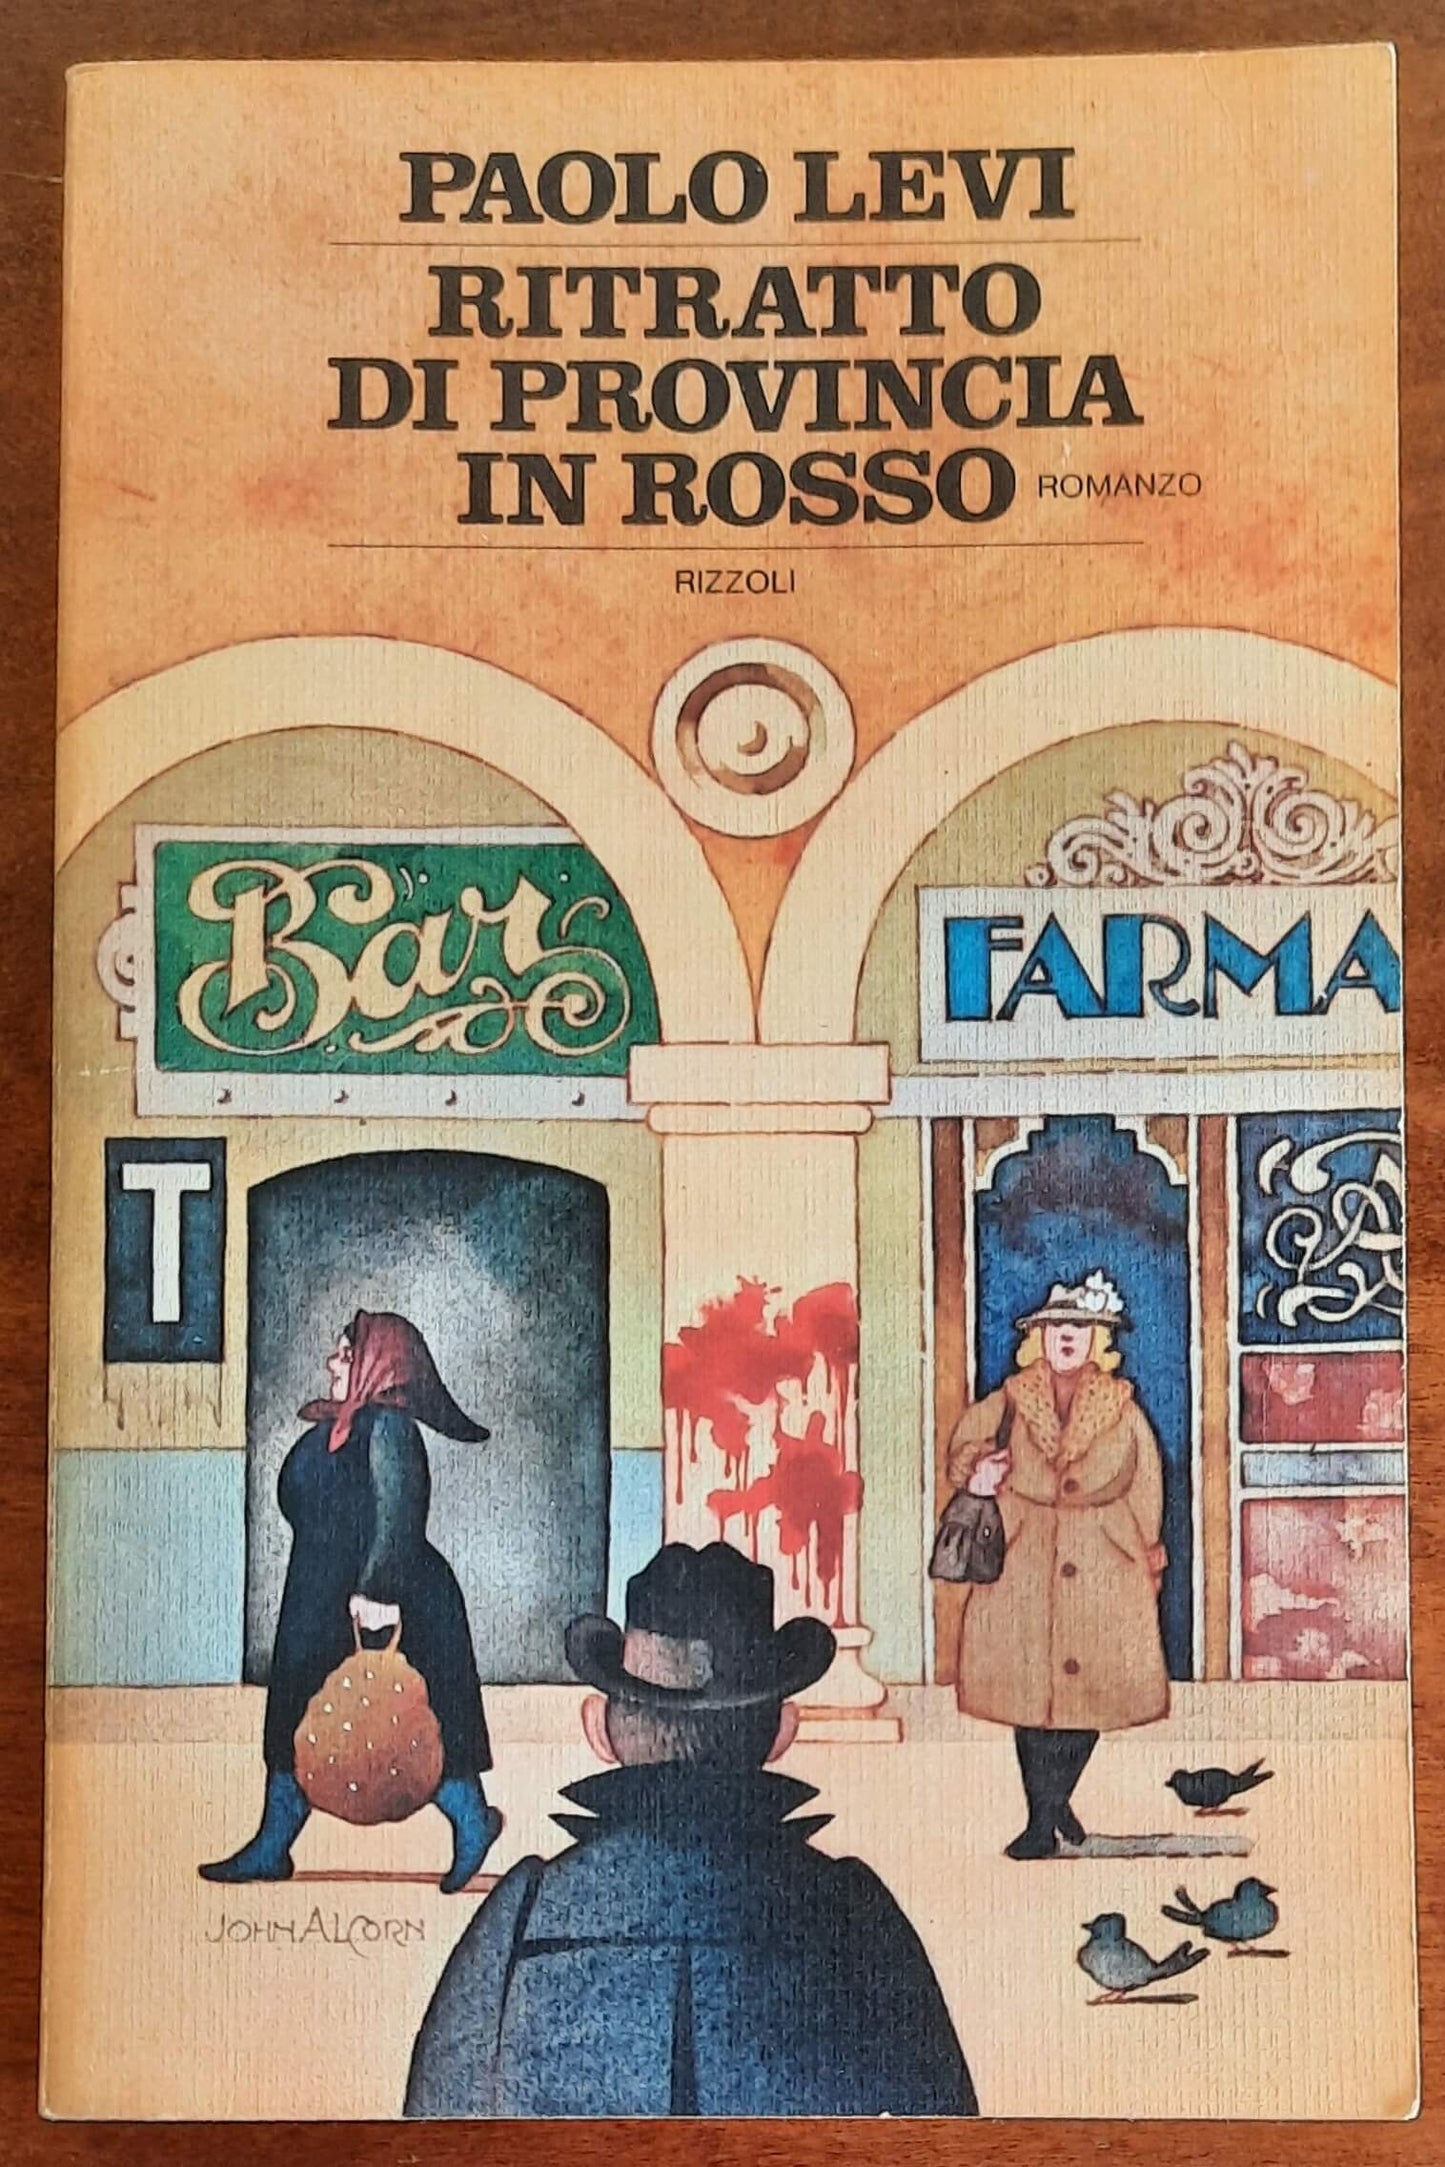 PAOLO LEVI
RITRATTO
DI PROVINCIA
IN ROSSO ROMANZO
RIZZOLI
Bar
FARMA
T
JOHN ALCORN